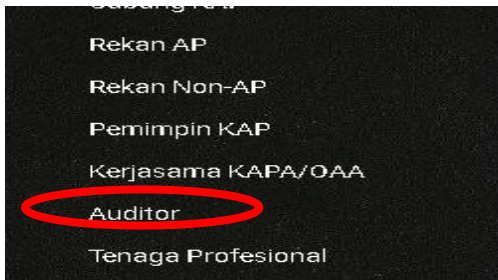 Rekan AP
Rekan Non-AP
Pemimpin KAP
Kerjasama KAPA/OAA
Auditor
Tenaga Profesional